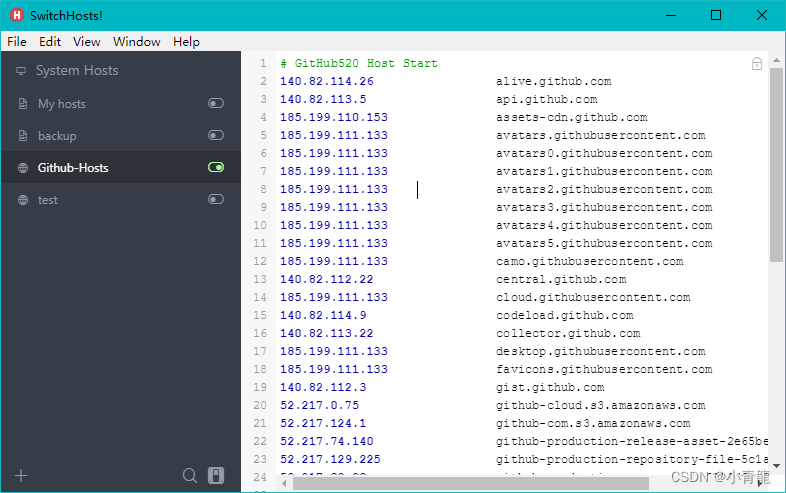 SwitchHosts!
File Edit View Window Help
System Hosts
My hosts
backup
Github-Hosts
test
1 # GitHub520 Host Start
2 140.82.114.26 alive.github.com
3 140.82.113.5 api.github.com
4 185.199.110.153 assets-cdn.github.com
5 185.199.111.133 avatars.githubusercontent.com
6 185.199.111.133 avatars0.githubusercontent.com
7 185.199.111.133 avatars1.githubusercontent.com
8 185.199.111.133 avatars2.githubusercontent.com
9 185.199.111.133 avatars3.githubusercontent.com
10 185.199.111.133 avatars4.githubusercontent.com
11 185.199.111.133 avatars5.githubusercontent.com
12 185.199.111.133 camo.githubusercontent.com
13 140.82.112.22 central.github.com
14 185.199.111.133 cloud.githubusercontent.com
15 140.82.114.9 codeload.github.com
16 140.82.113.22 collector.github.com
17 185.199.111.133 desktop.githubusercontent.com
18 185.199.111.133 favicons.githubusercontent.com
19 140.82.112.3 gist.github.com
20 52.217.0.75 github-cloud.s3.amazonaws.com
21 52.217.124.1 github-com.s3.amazonaws.com
22 52.217.74.140 github-production-release-asset-2e65be
23 52.217.129.225 github-production-repository-file-5c1a
24
CSDN @小青龍